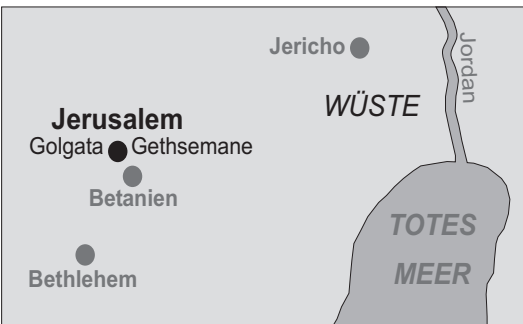 Jericho
Jordan
WÜSTE
Jerusalem
Golgata Gethsemane
Betanien
TOTES
MEER
Bethlehem